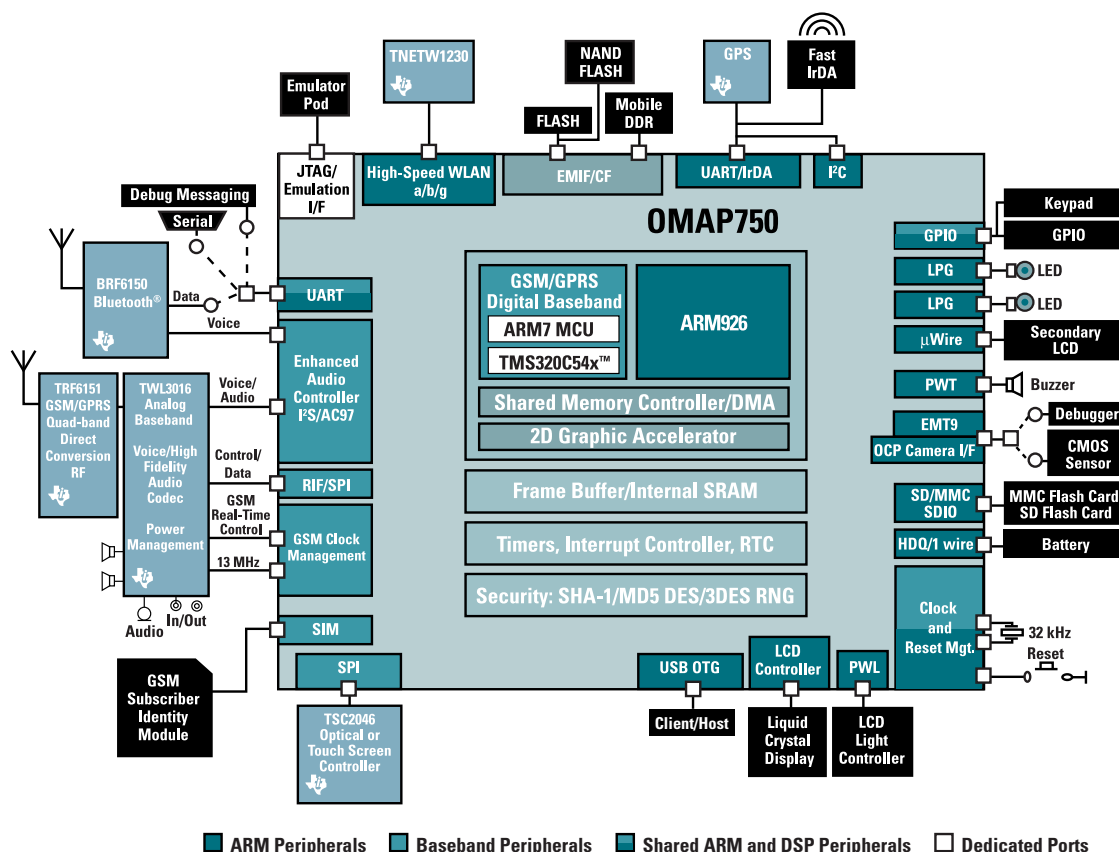 TNETW1230
NAND
FLASH
GPS
Fast
IrDA
Emulator
Pod
FLASH
Mobile
DDR
JTAG/
Emulation
I/F
High-Speed WLAN
a/b/g
EMIF/CF
UART/IrDA
I²C
OMAP750
Debug Messaging
Serial
BRF6150
Bluetooth®
Data
Voice
UART
Enhanced
Audio
Controller
I²S/AC97
TRF6151
GSM/GPRS
Quad-band
Direct
Conversion
RF
TWL3016
Analog
Baseband
Voice/High
Fidelity
Audio
Codec
Power
Management
Voice/
Audio
Control/
Data
GSM
Real-Time
Control
13 MHz
RIF/SPI
GSM Clock
Management
Audio
In/Out
SIM
GSM
Subscriber
Identity
Module
SPI
TSC2046
Optical or
Touch Screen
Controller
GSM/GPRS
Digital Baseband
ARM7 MCU
TMS320C54x™
ARM926
Shared Memory Controller/DMA
2D Graphic Accelerator
Frame Buffer/Internal SRAM
Timers, Interrupt Controller, RTC
Security: SHA-1/MD5 DES/3DES RNG
GPIO
Keypad
GPIO
LPG
LED
LPG
LED
µWire
Secondary
LCD
PWT
Buzzer
EMT9
OCP Camera I/F
Debugger
CMOS
Sensor
SD/MMC
SDIO
MMC Flash Card
SD Flash Card
HDQ/1 wire
Battery
Clock
and
Reset Mgt.
32 kHz
Reset
USB OTG
LCD
Controller
PWL
Client/Host
Liquid
Crystal
Display
LCD
Light
Controller
ARM Peripherals
Baseband Peripherals
Shared ARM and DSP Peripherals
Dedicated Ports